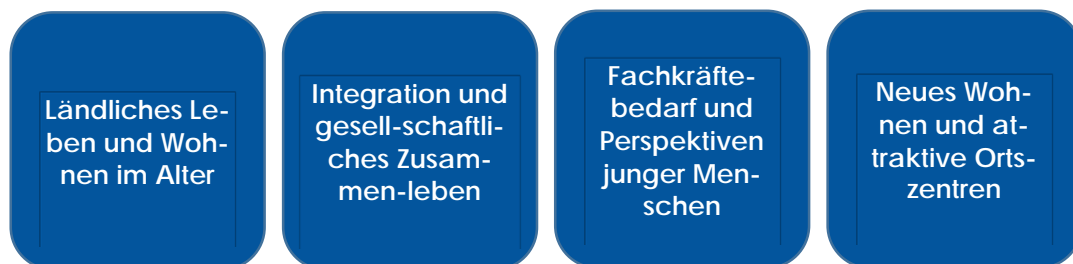 Ländliches Le-
ben und Woh-
nen im Alter
Integration und
gesell-schaftli-
ches Zusam-
men-leben
Fachkräfte-
bedarf und
Perspektiven
junger Men-
schen
Neues Woh-
nen und at-
traktive Orts-
zentren